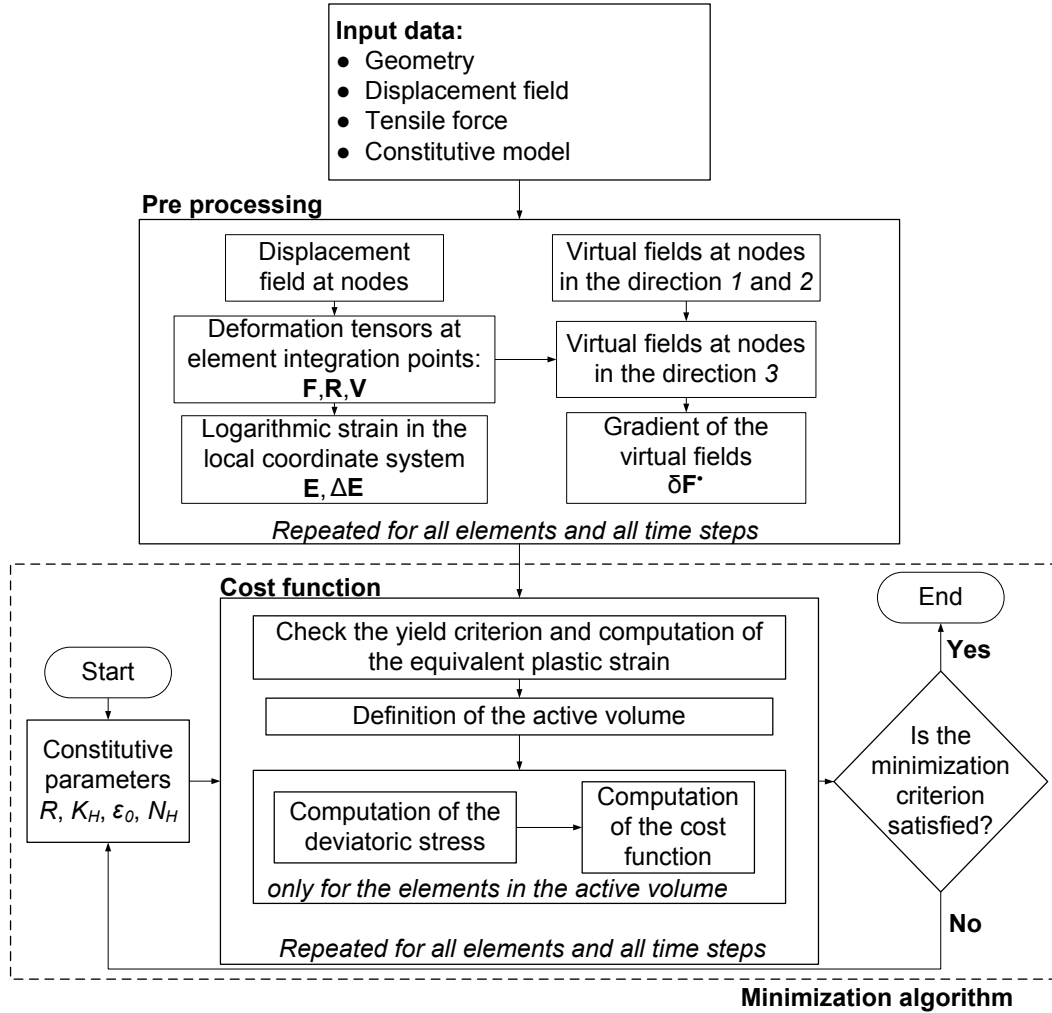 Input data:
● Geometry
● Displacement field
● Tensile force
● Constitutive model
Pre processing
Displacement
field at nodes
Virtual fields at nodes
in the direction 1 and 2
Deformation tensors at
element integration points:
F,R,V
Virtual fields at nodes
in the direction 3
Logarithmic strain in the
local coordinate system
E, ΔE
Gradient of the
virtual fields
δF•
Repeated for all elements and all time steps
Cost function
Check the yield criterion and computation of
the equivalent plastic strain
Definition of the active volume
Computation of the
deviatoric stress
Computation
of the cost
function
only for the elements in the active volume
Repeated for all elements and all time steps
Start
Constitutive
parameters
R, K_H, ε_0, N_H
End
Yes
Is the
minimization
criterion
satisfied?
No
Minimization algorithm